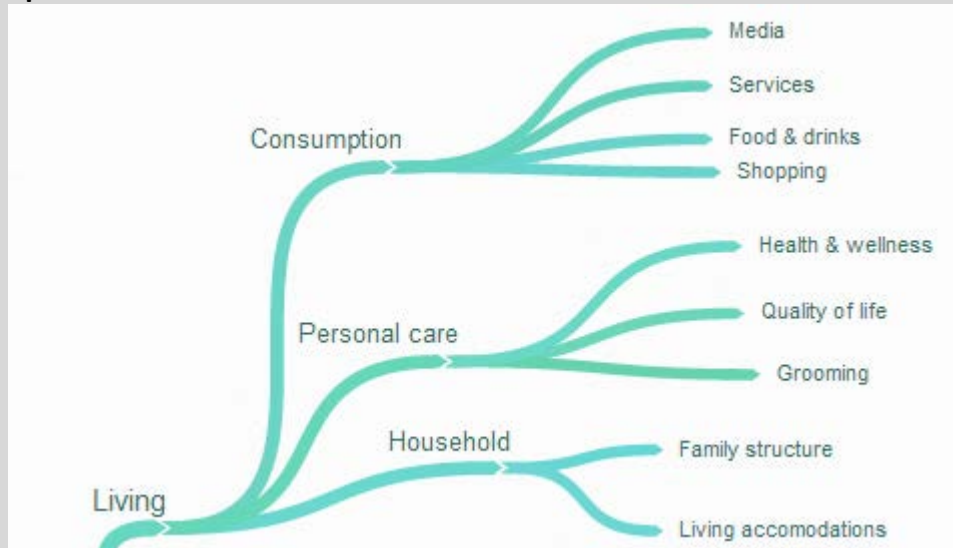 Media
Services
Consumption
Food & drinks
Shopping
Health & wellness
Quality of life
Personal care
Grooming
Household
Family structure
Living
Living accomodations